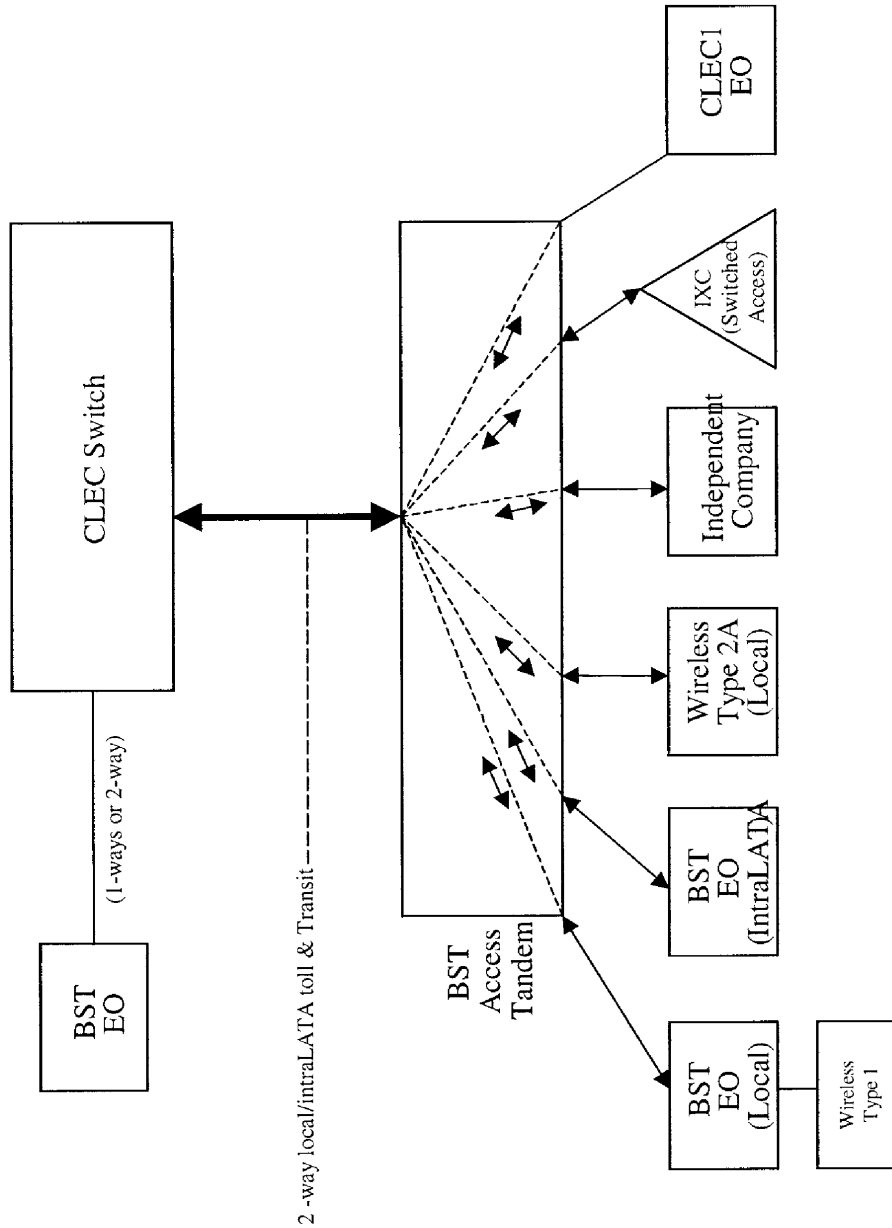 BST
EO
(1-ways or 2-way)
CLEC Switch
2 -way local/intraLATA toll & Transit
BST
Access
Tandem
BST
EO
(Local)
Wireless
Type 1
BST
EO
(IntraLATA)
Wireless
Type 2A
(Local)
Independent
Company
IXC
(Switched
Access)
CLEC1
EO